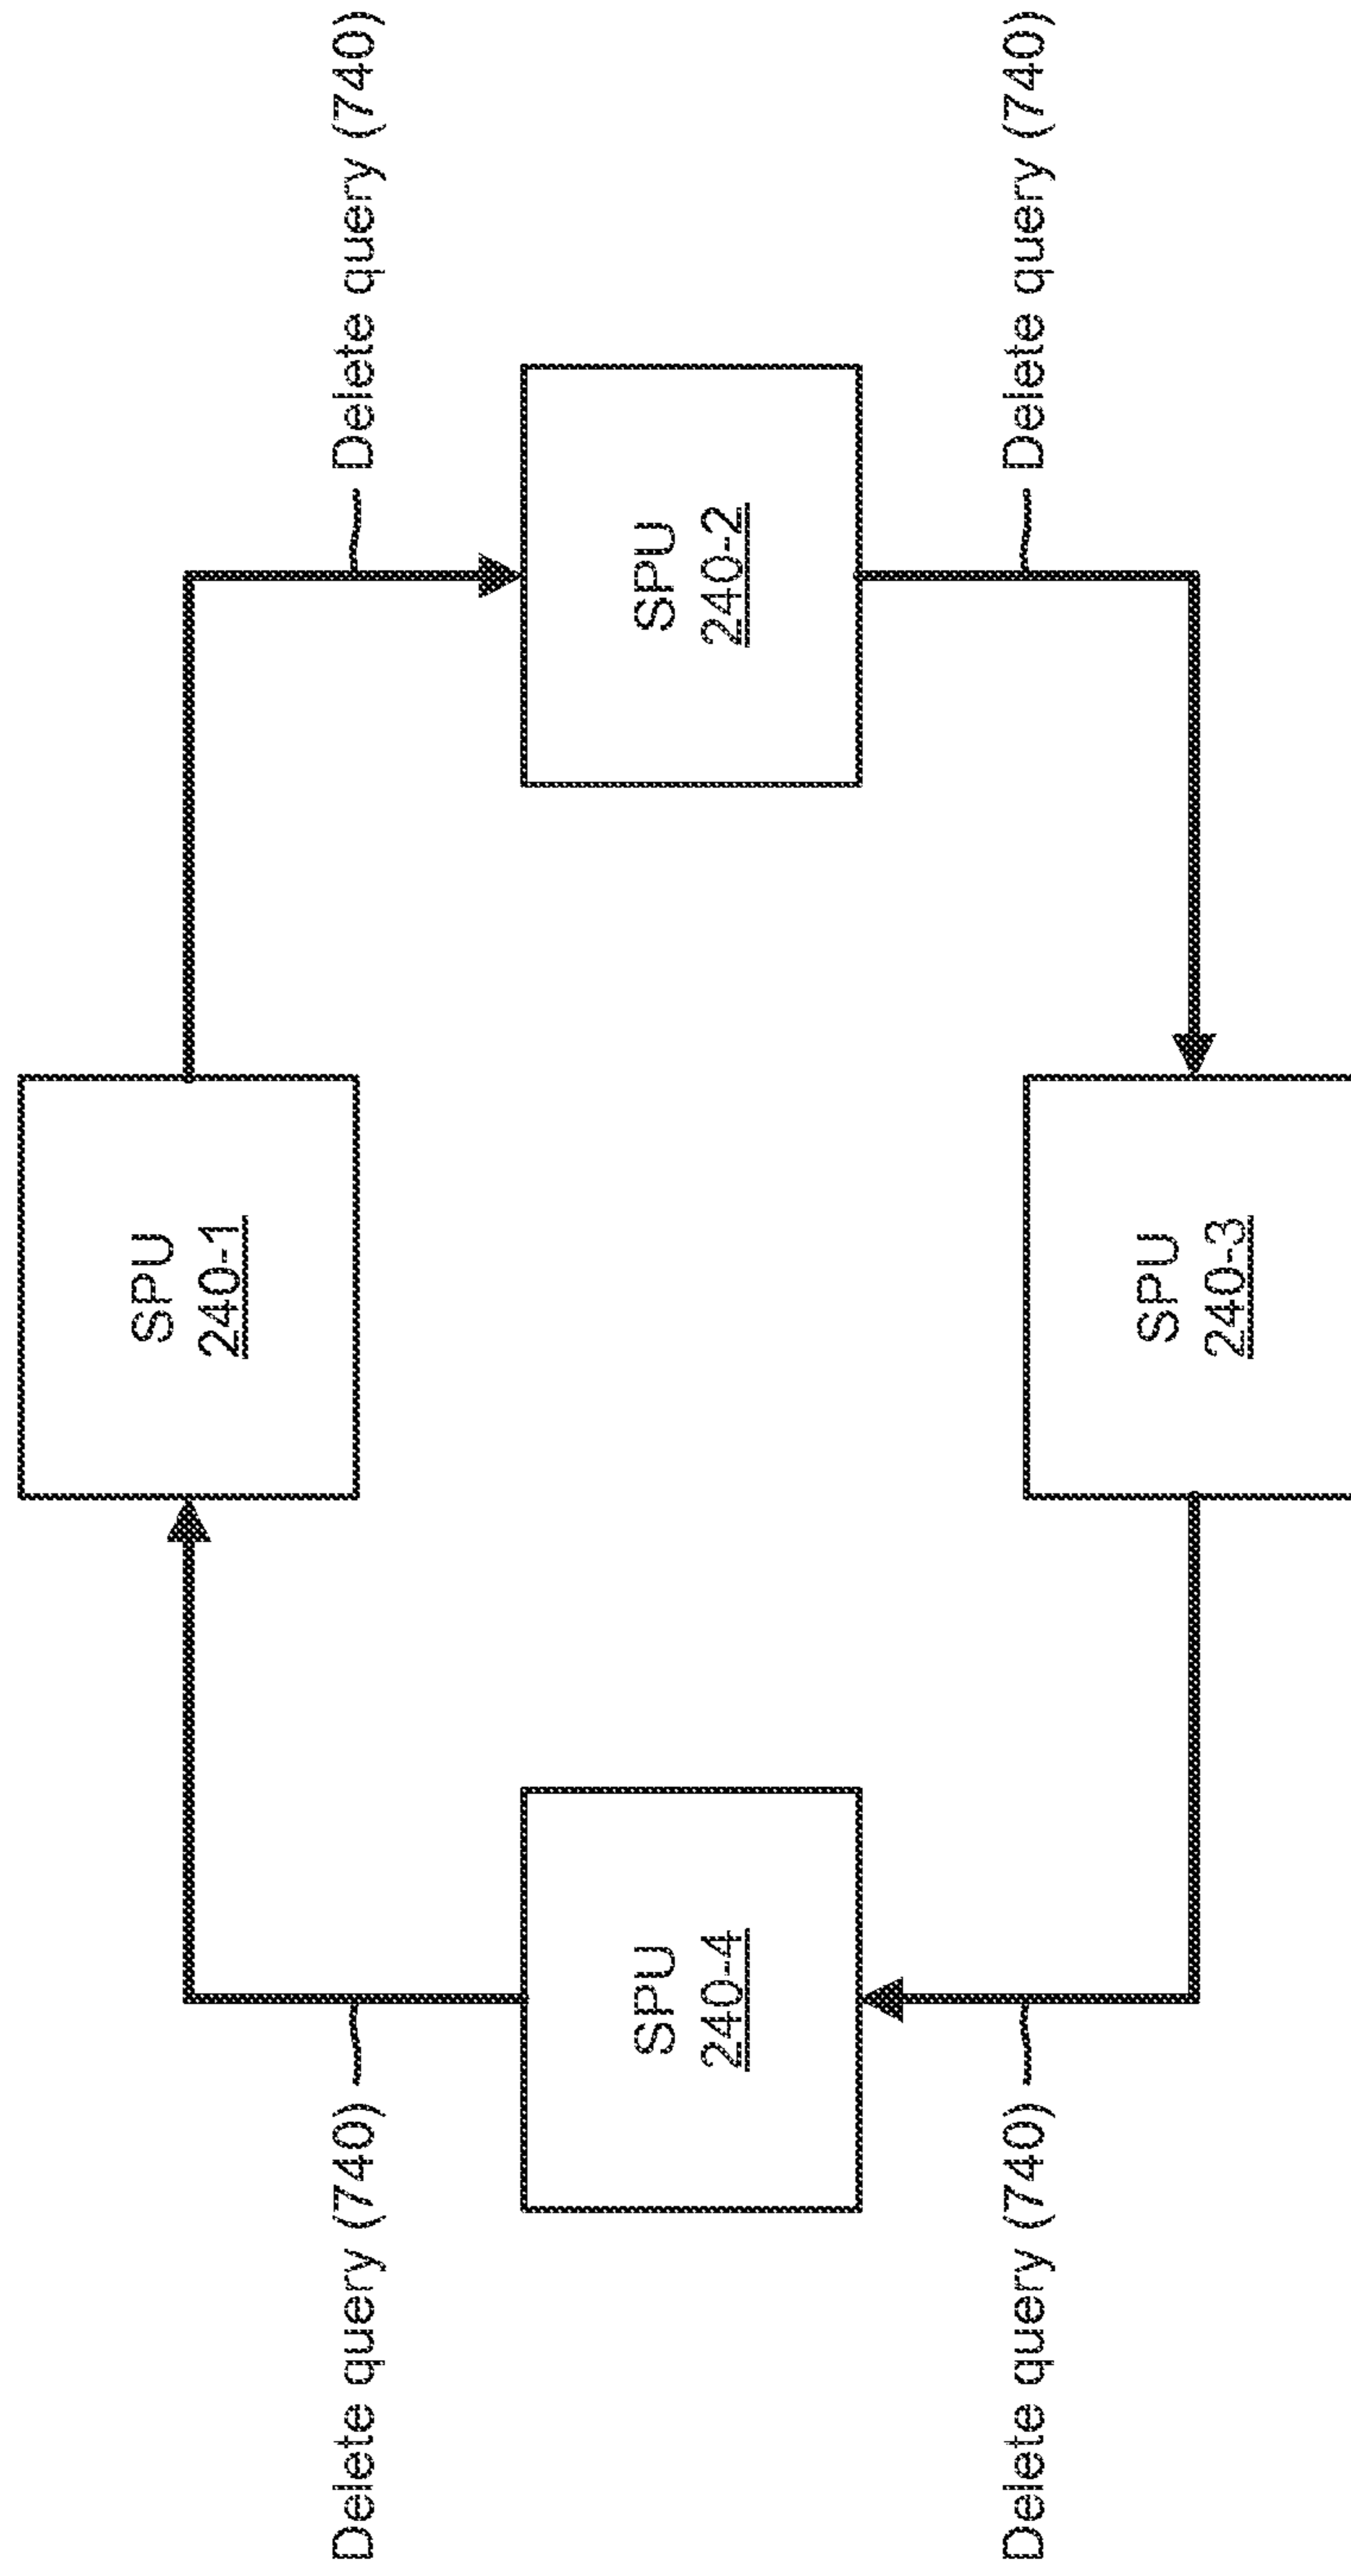 SPU
240-1
Delete query (740)
Delete query (740)
SPU
240-4
SPU
240-2
Delete query (740)
Delete query (740)
SPU
240-3